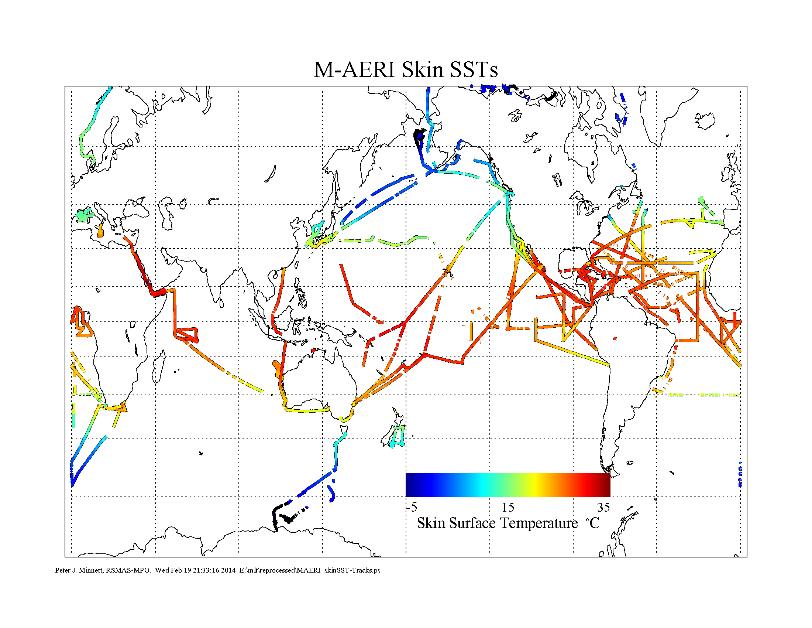 M-AERI Skin SSTs
-5 15 35
Skin Surface Temperature °C
Peter J. Minnett, RSMAS-MPO. Wed Feb 19 21:33:16 2014